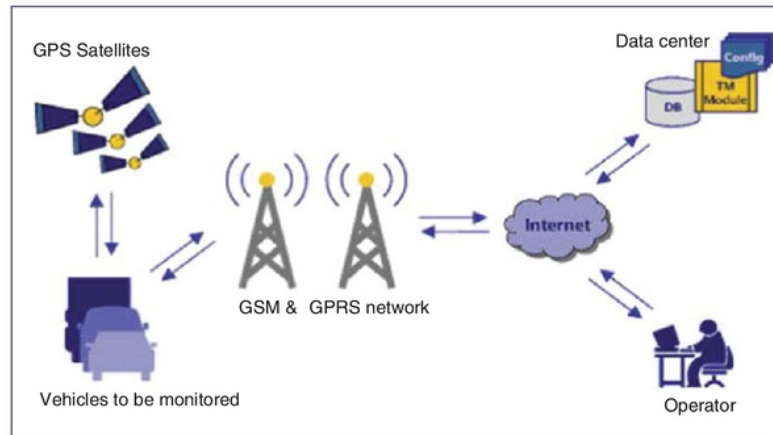 GPS Satellites
Data center
Config
TM
Module
DB
Internet
GSM & GPRS network
Vehicles to be monitored
Operator